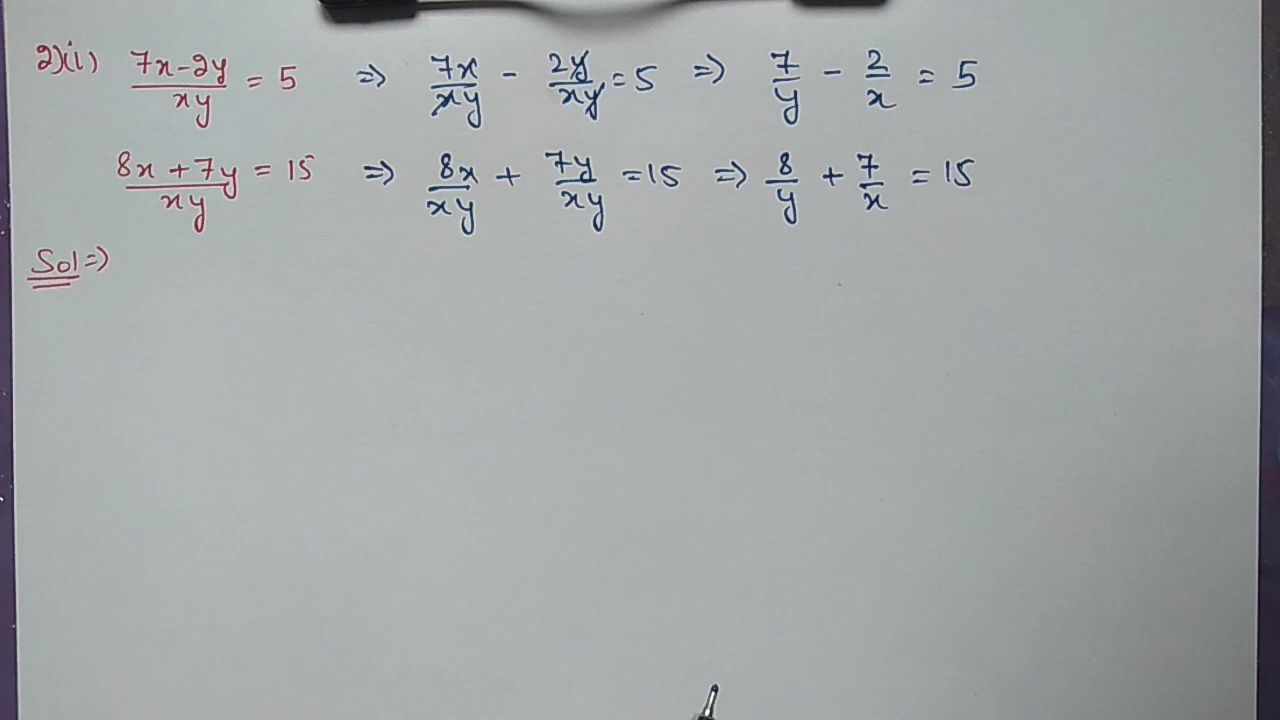 2)(i) 7x-2y/xy = 5 ⇒ 7x/xy - 2y/xy = 5 ⇒ 7/y - 2/x = 5
8x+7y/xy = 15 ⇒ 8x/xy + 7y/xy = 15 ⇒ 8/y + 7/x = 15
Sol ⇒